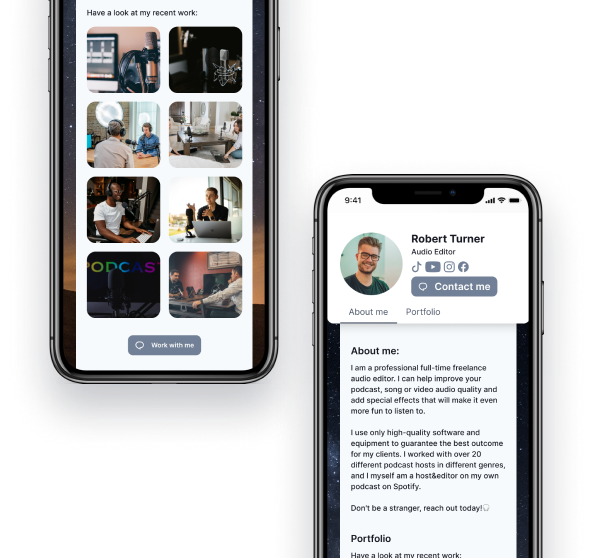 Have a look at my recent work:
PODCAST
Work with me
9:41
Robert Turner
Audio Editor
Contact me
About me Portfolio
About me:
I am a professional full-time freelance
audio editor. I can help improve your
podcast, song or video audio quality and
add special effects that will make it even
more fun to listen to.
I use only high-quality software and
equipment to guarantee the best outcome
for my clients. I worked with over 20
different podcast hosts in different genres,
and I myself am a host&editor on my own
podcast on Spotify.
Don't be a stranger, reach out today!🎧
Portfolio
Have a look at my recent work: